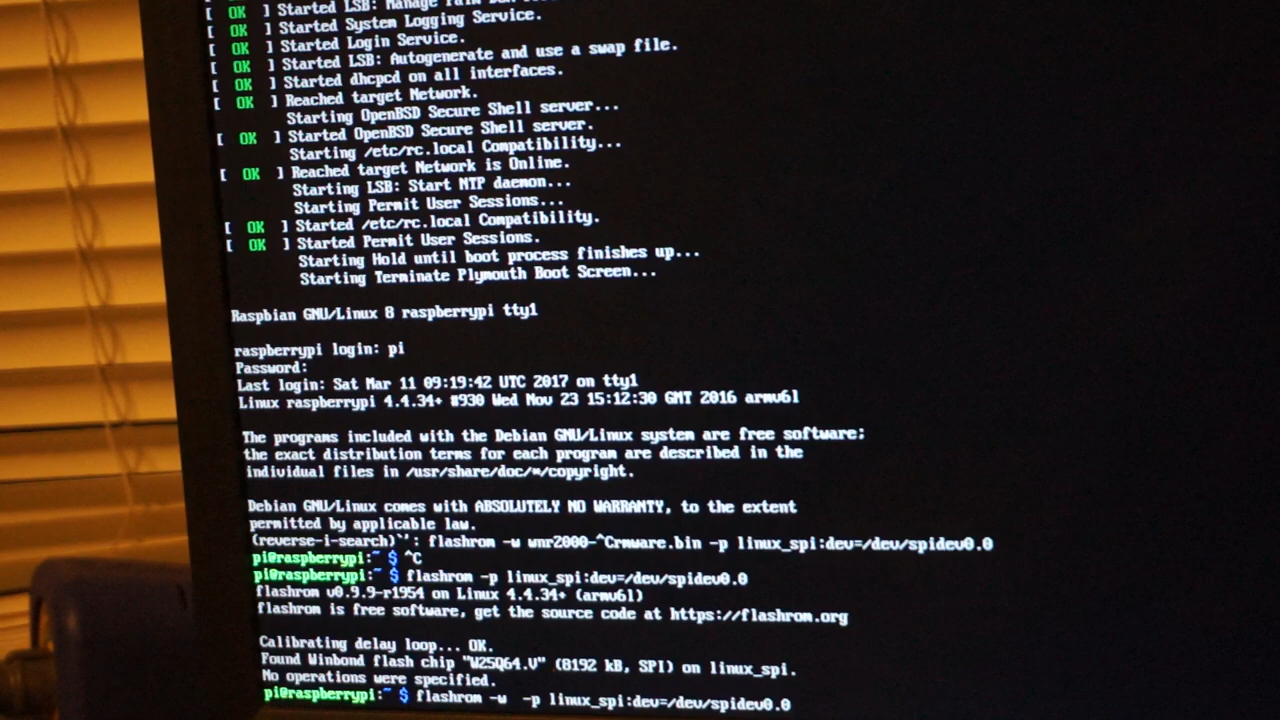 [ OK ] Started LSB: Manage
[ OK ] Started System Logging Service.
[ OK ] Started Login Service.
[ OK ] Started LSB: Autogenerate and use a swap file.
[ OK ] Started dhcpcd on all interfaces.
[ OK ] Reached target Network.
Starting OpenBSD Secure Shell server...
[ OK ] Started OpenBSD Secure Shell server.
Starting /etc/rc.local Compatibility...
[ OK ] Reached target Network is Online.
Starting LSB: Start NTP daemon...
Starting Permit User Sessions...
[ OK ] Started /etc/rc.local Compatibility.
[ OK ] Started Permit User Sessions.
Starting Hold until boot process finishes up...
Starting Terminate Plymouth Boot Screen...
Raspbian GNU/Linux 8 raspberrypi tty1
raspberrypi login: pi
Password:
Last login: Sat Mar 11 09:19:42 UTC 2017 on tty1
Linux raspberrypi 4.4.34+ #930 Wed Nov 23 15:12:30 GMT 2016 armv6l
The programs included with the Debian GNU/Linux system are free software;
the exact distribution terms for each program are described in the
individual files in /usr/share/doc/*/copyright.
Debian GNU/Linux comes with ABSOLUTELY NO WARRANTY, to the extent
permitted by applicable law.
(reverse-i-search)`': flashrom -w wnr2000-^Crmware.bin -p linux_spi:dev=/dev/spidev0.0
pi@raspberrypi:~ $ ^C
pi@raspberrypi:~ $ flashrom -p linux_spi:dev=/dev/spidev0.0
flashrom v0.9.9-r1954 on Linux 4.4.34+ (armv6l)
flashrom is free software, get the source code at https://flashrom.org
Calibrating delay loop... OK.
Found Winbond flash chip "W25Q64.V" (8192 kB, SPI) on linux_spi.
No operations were specified.
pi@raspberrypi:~ $ flashrom -w  -p linux_spi:dev=/dev/spidev0.0